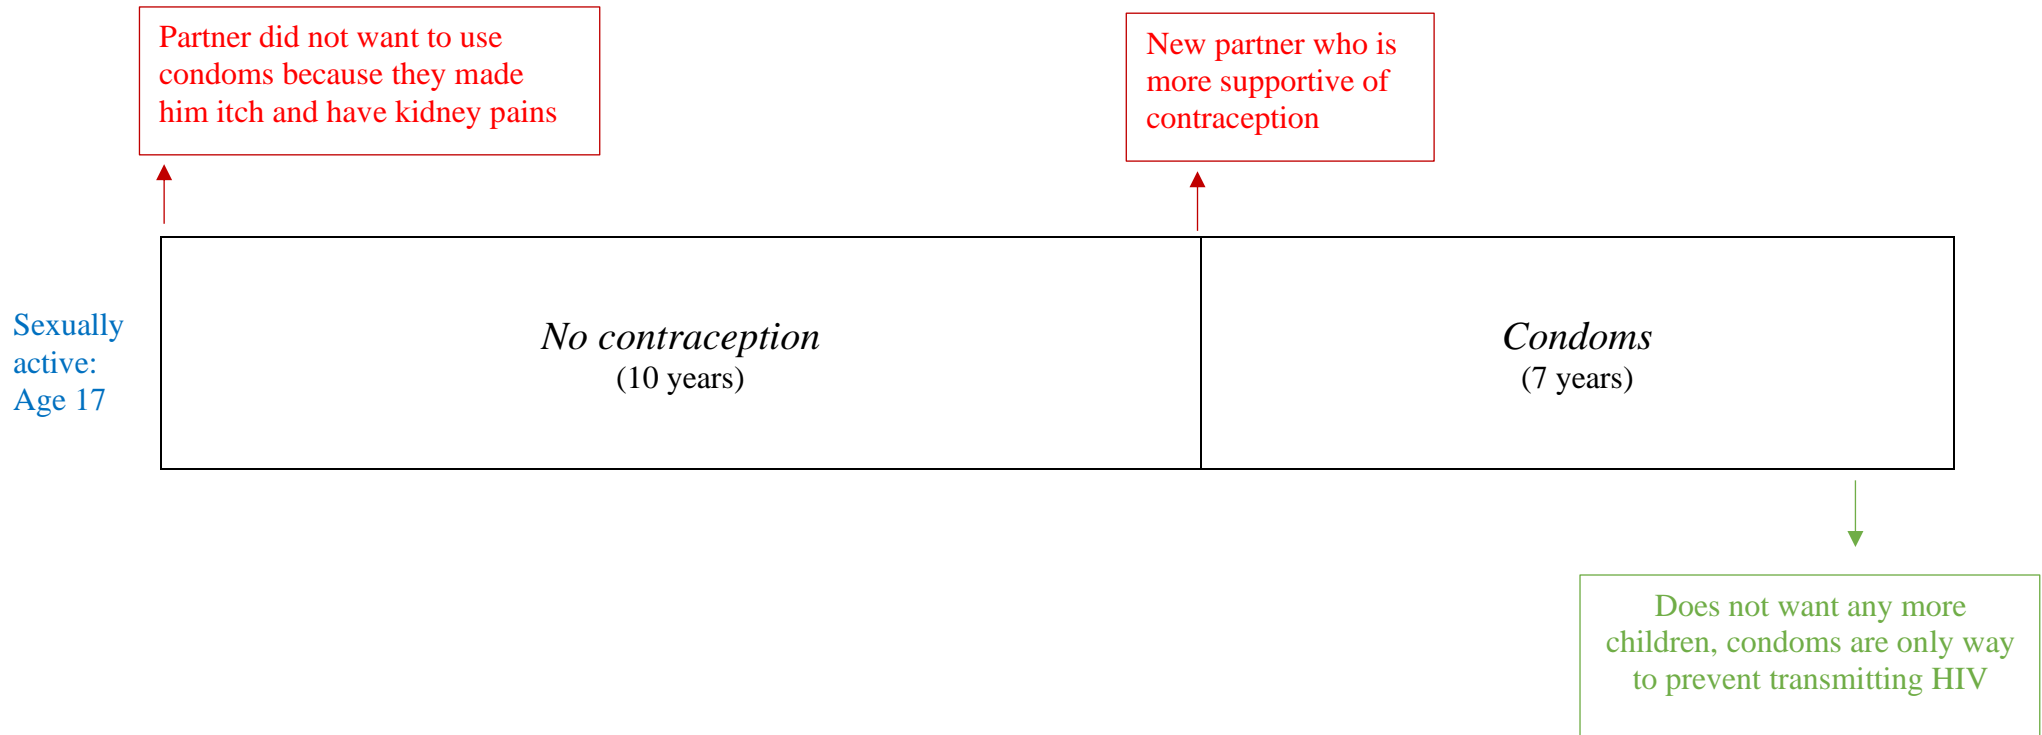 Partner did not want to use
condoms because they made
him itch and have kidney pains
New partner who is
more supportive of
contraception
Sexually
active:
Age 17
No contraception
(10 years)
Condoms
(7 years)
Does not want any more
children, condoms are only way
to prevent transmitting HIV